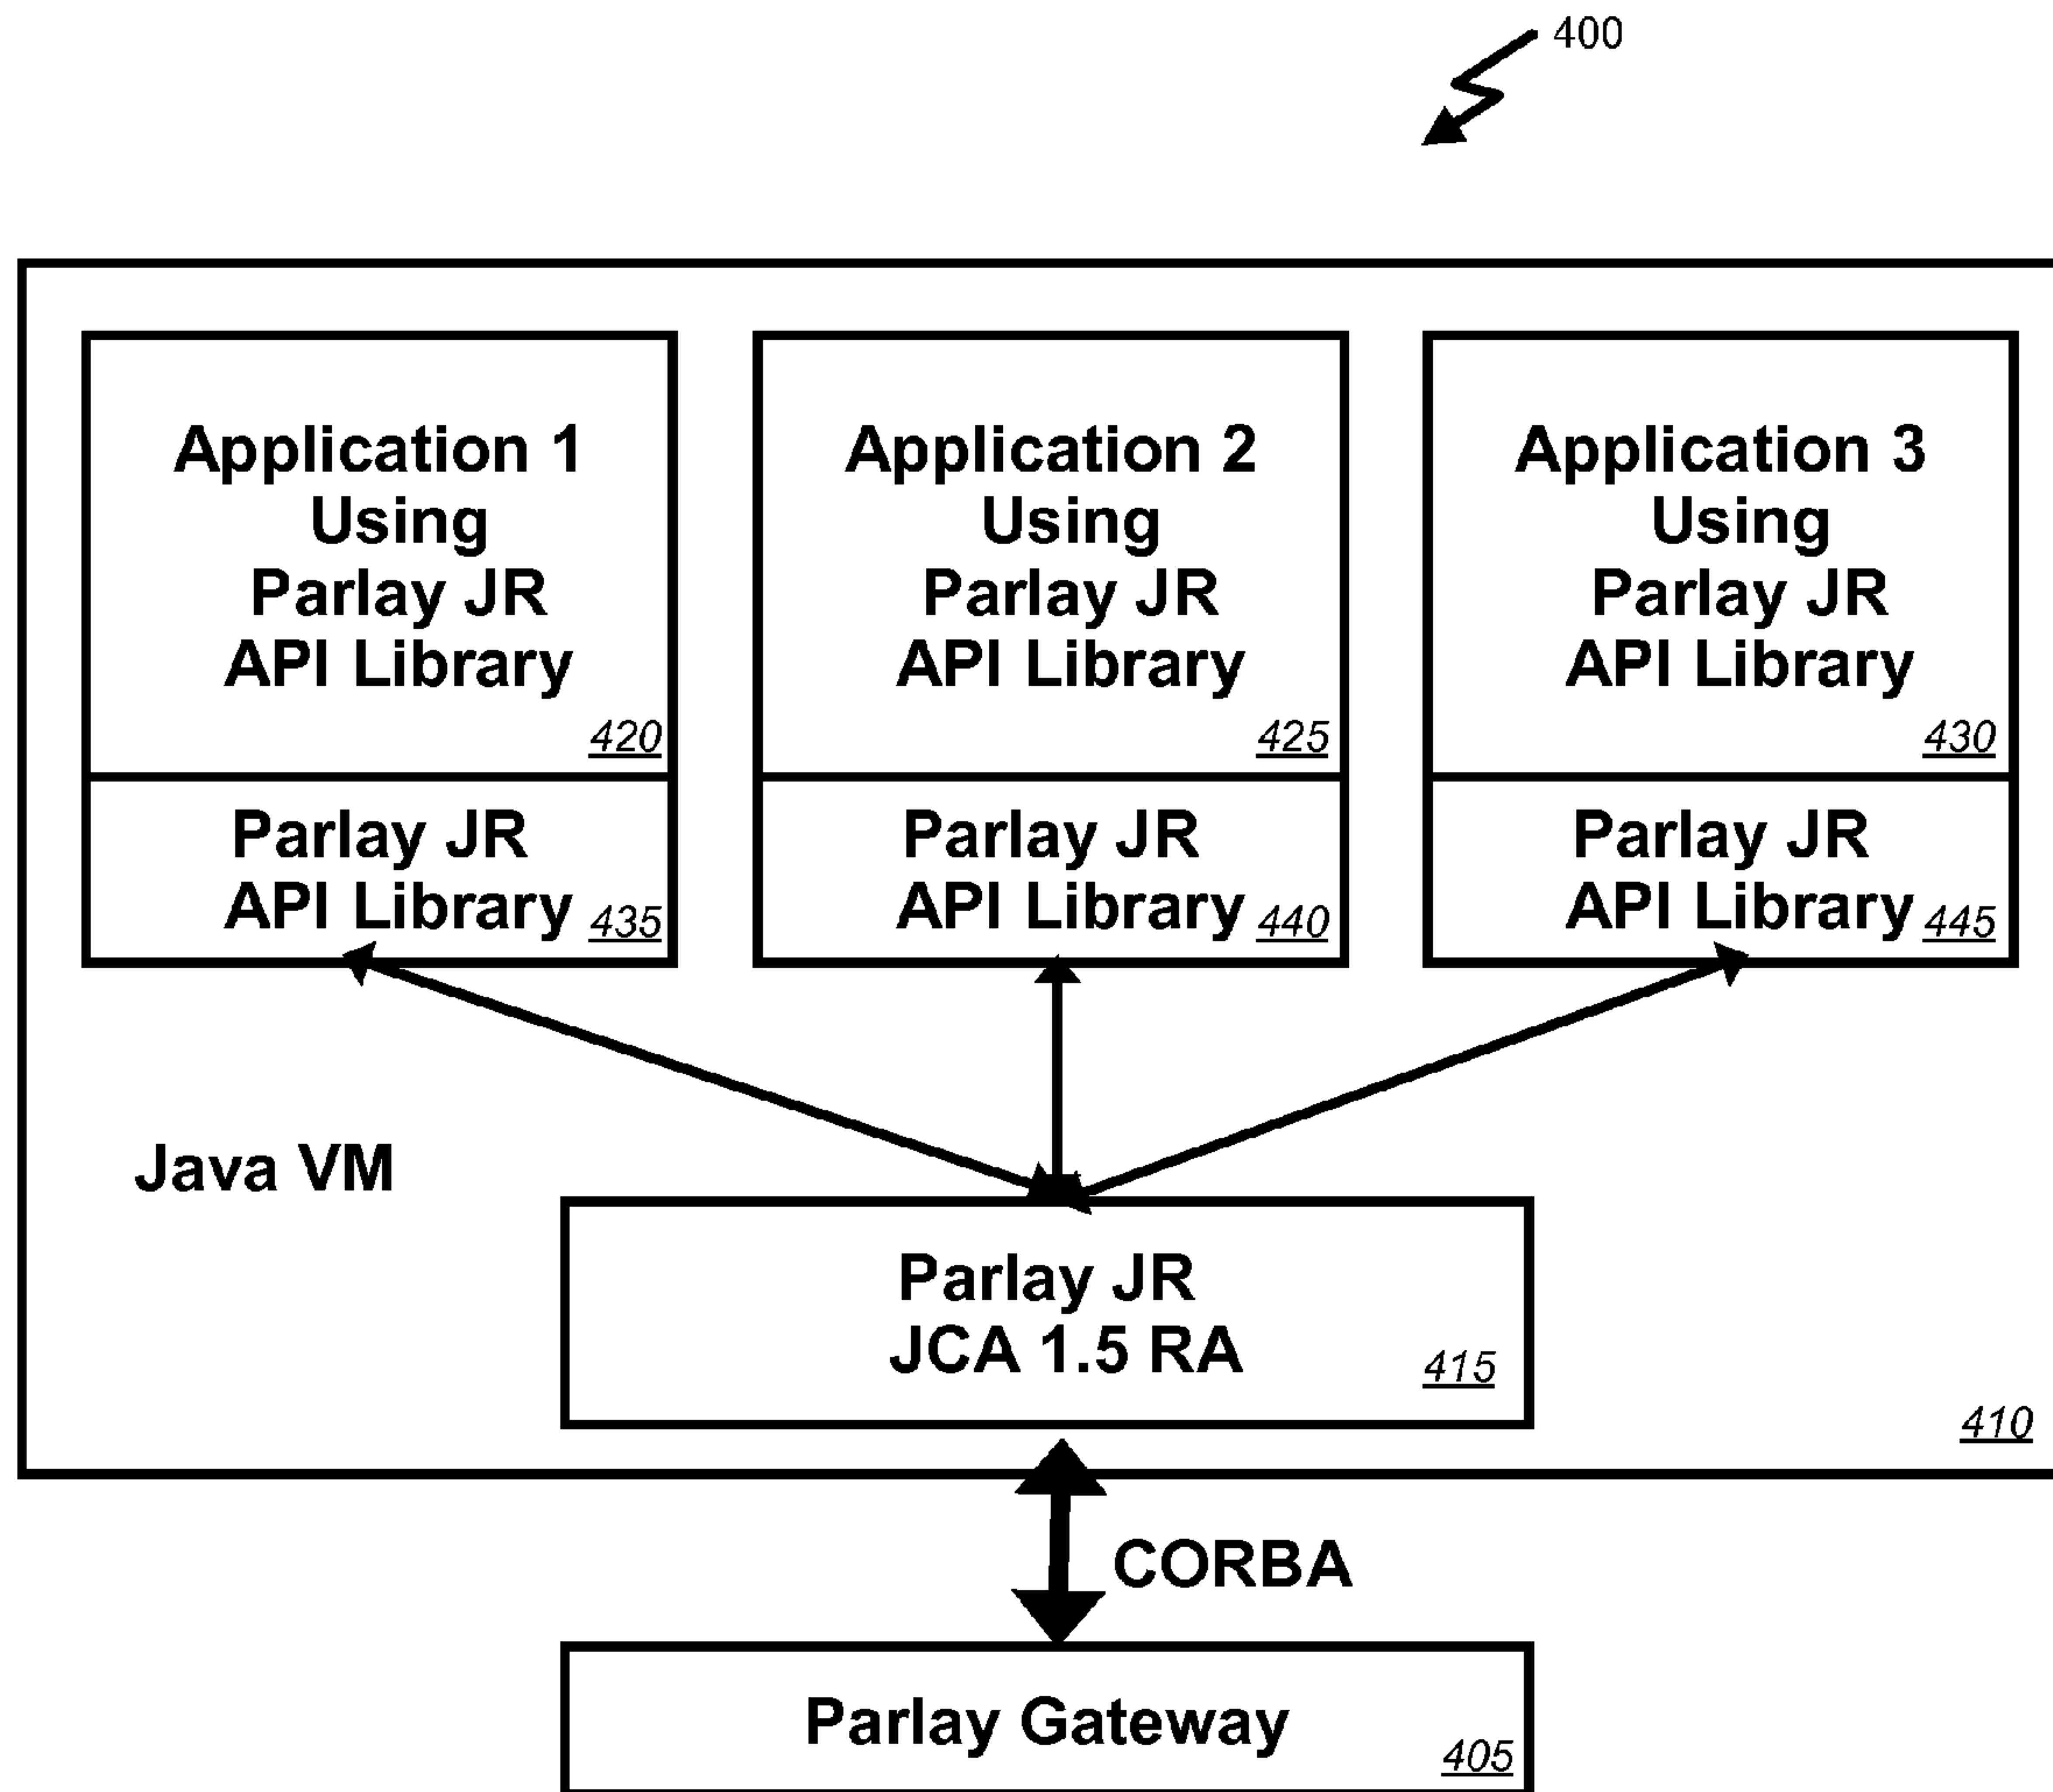 400
Application 1
Using
Parlay JR
API Library
420
Parlay JR
API Library 435
Application 2
Using
Parlay JR
API Library
425
Parlay JR
API Library 440
Application 3
Using
Parlay JR
API Library
430
Parlay JR
API Library 445
Java VM
Parlay JR
JCA 1.5 RA
415
410
CORBA
Parlay Gateway
405